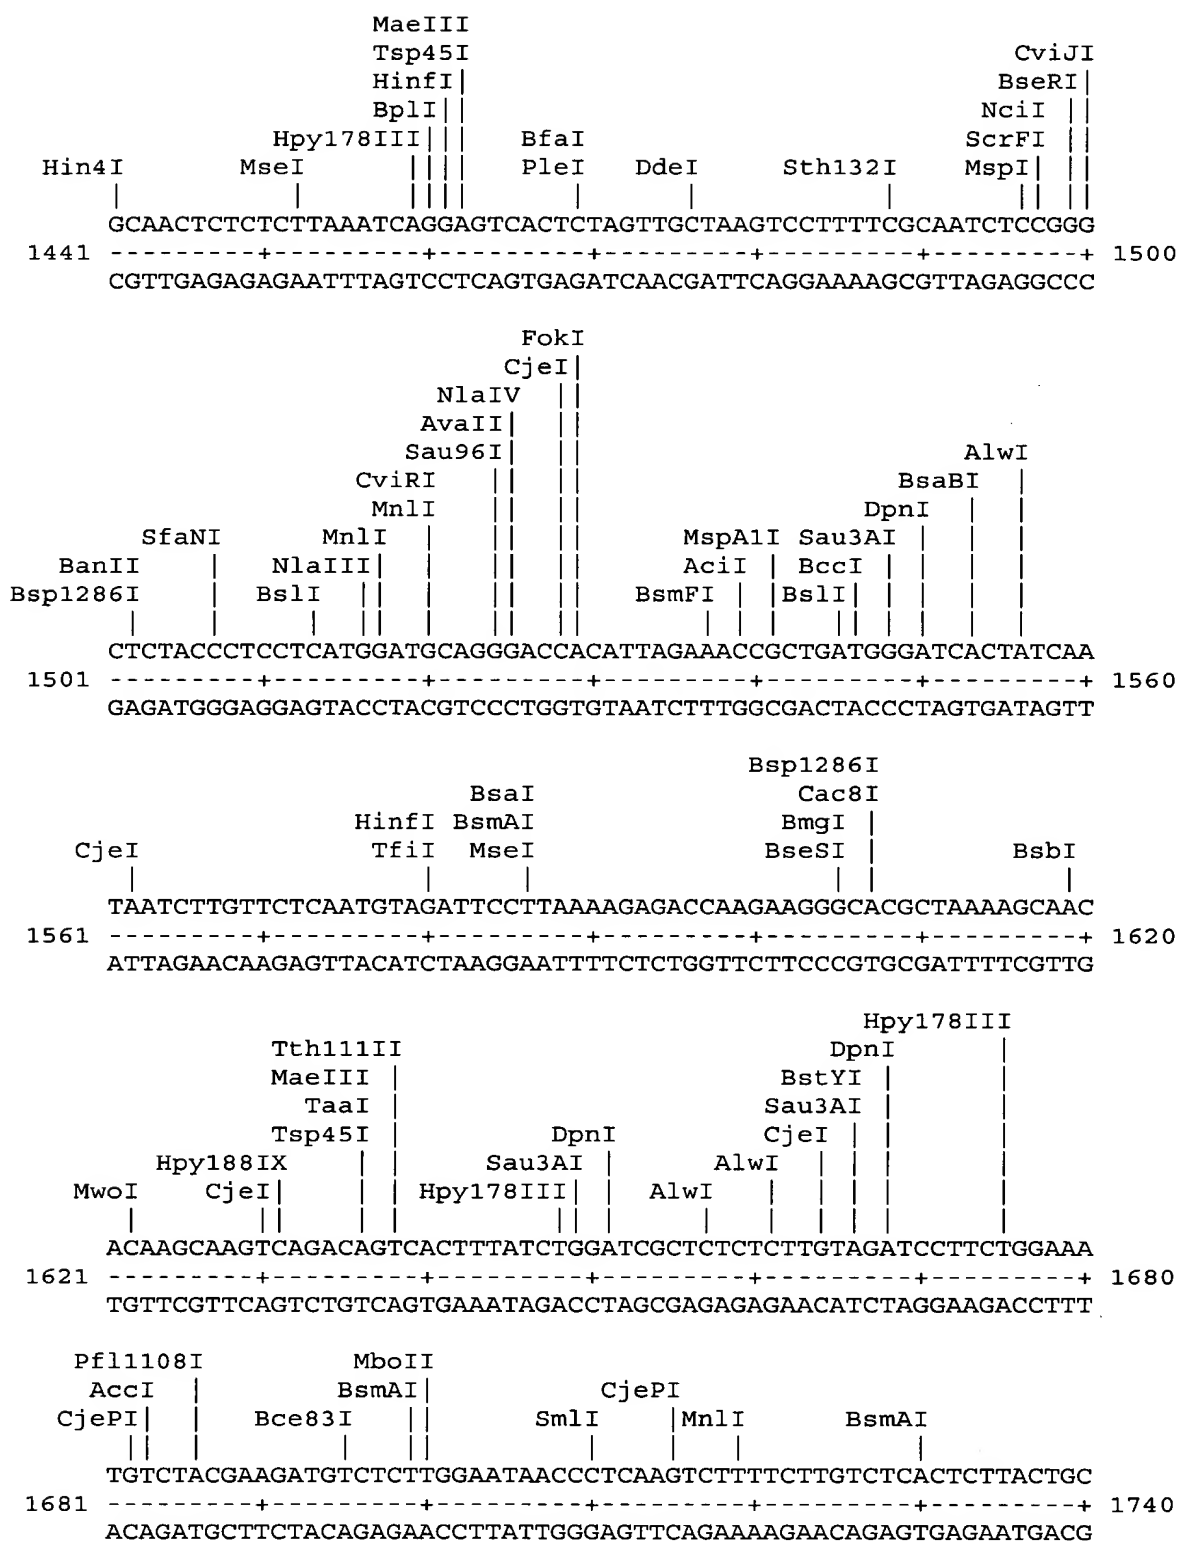 MaeIII
Tsp45I
CviJI
HinfI
BseRI
BplI
NciI
Hpy178III
BfaI
ScrFI
Hin4I MseI PleI DdeI Sth132I MspI
GCAACTCTCTCTTAAATCAGGAGTCACTCTAGTTGCTAAGTCCTTTTCGCAATCTCCGGG
1441 ---------+---------+---------+---------+---------+---------+ 1500
CGTTGAGAGAGAATTTAGTCCTCAGTGAGATCAACGATTCAGGAAAAGCGTTAGAGGCCC
FokI
CjeI
NlaIV
AvaII
Sau96I AlwI
CviRI BsaBI
MnlI DpnI
SfaNI MnlI MspA1I Sau3AI
BanII NlaIII AciI BccI
Bsp1286I BslI BsmFI BslI
CTCTACCCTCCTCATGGATGCAGGGACCACATTAGAAACCGCTGATGGGATCACTATCAA
1501 ---------+---------+---------+---------+---------+---------+ 1560
GAGATGGGAGGAGTACCTACGTCCCTGGTGTAATCTTTGGCGACTACCCTAGTGATAGTT
Bsp1286I
BsaI Cac8I
HinfI BsmAI BmgI
CjeI TfiI MseI BseSI BsbI
TAATCTTGTTCTCAATGTAGATTCCTTAAAAGAGACCAAGAAGGGCACGCTAAAAGCAAC
1561 ---------+---------+---------+---------+---------+---------+ 1620
ATTAGAACAAGAGTTACATCTAAGGAATTTTCTCTGGTTCTTCCCGTGCGATTTTCGTTG
Hpy178III
Tth111II DpnI
MaeIII BstYI
TaaI Sau3AI
Tsp45I DpnI CjeI
Hpy188IX Sau3AI AlwI
MwoI CjeI Hpy178III AlwI
ACAAGCAAGTCAGACAGTCACTTTATCTGGATCGCTCTCTCTTGTAGATCCTTCTGGAAA
1621 ---------+---------+---------+---------+---------+---------+ 1680
TGTTCGTTCAGTCTGTCAGTGAAATAGACCTAGCGAGAGAGAACATCTAGGAAGACCTTT
Pfl1108I MboII
AccI BsmAI CjePI
CjePI Bce83I SmlI MnlI BsmAI
TGTCTACGAAGATGTCTCTTGGAATAACCCTCAAGTCTTTTCTTGTCTCACTCTTACTGC
1681 ---------+---------+---------+---------+---------+---------+ 1740
ACAGATGCTTCTACAGAGAACCTTATTGGGAGTTCAGAAAAGAACAGAGTGAGAATGACG